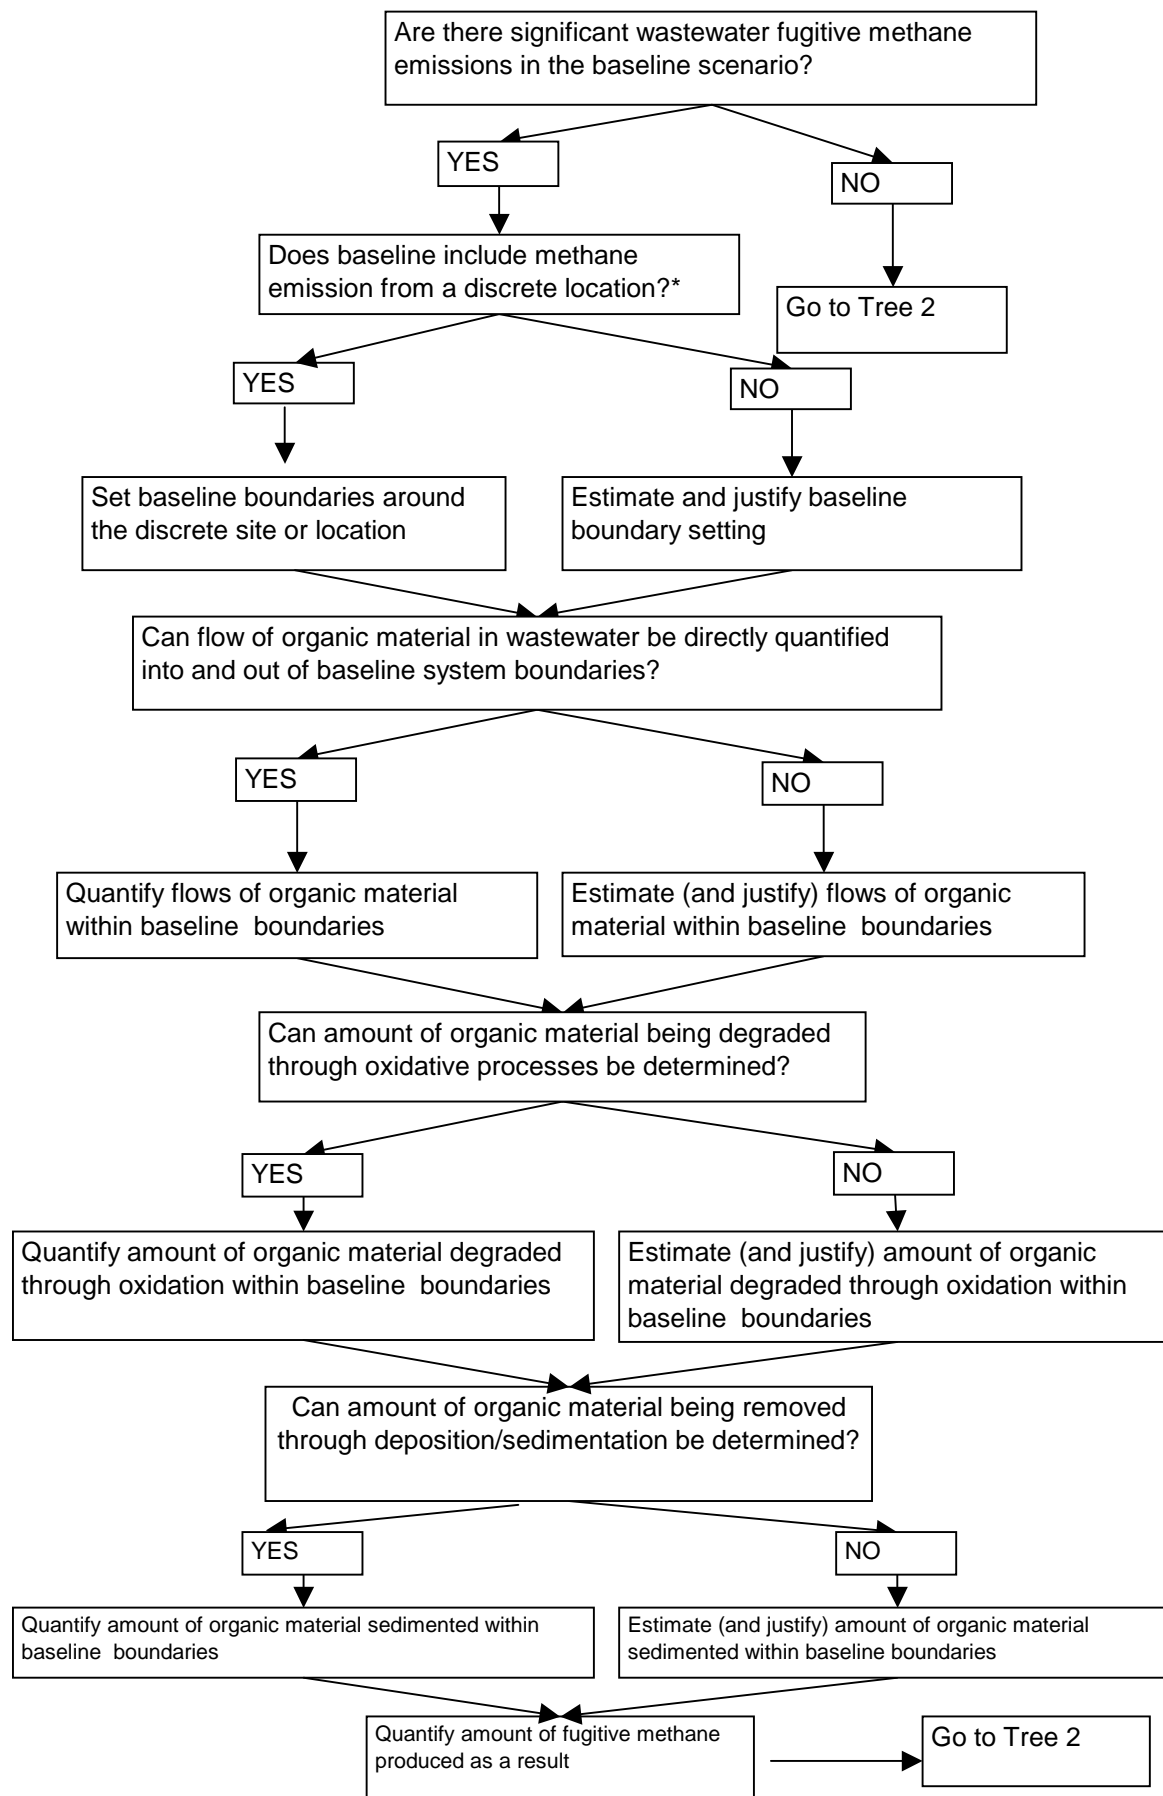 Are there significant wastewater fugitive methane
emissions in the baseline scenario?
YES
NO
Does baseline include methane
emission from a discrete location?*
Go to Tree 2
YES
NO
Set baseline boundaries around
the discrete site or location
Estimate and justify baseline
boundary setting
Can flow of organic material in wastewater be directly quantified
into and out of baseline system boundaries?
YES
NO
Quantify flows of organic material
within baseline  boundaries
Estimate (and justify) flows of organic
material within baseline  boundaries
Can amount of organic material being degraded
through oxidative processes be determined?
YES
NO
Quantify amount of organic material degraded
through oxidation within baseline  boundaries
Estimate (and justify) amount of organic
material degraded through oxidation within
baseline  boundaries
Can amount of organic material being removed
through deposition/sedimentation be determined?
YES
NO
Quantify amount of organic material sedimented within
baseline  boundaries
Estimate (and justify) amount of organic material
sedimented within baseline boundaries
Quantify amount of fugitive methane
produced as a result
Go to Tree 2